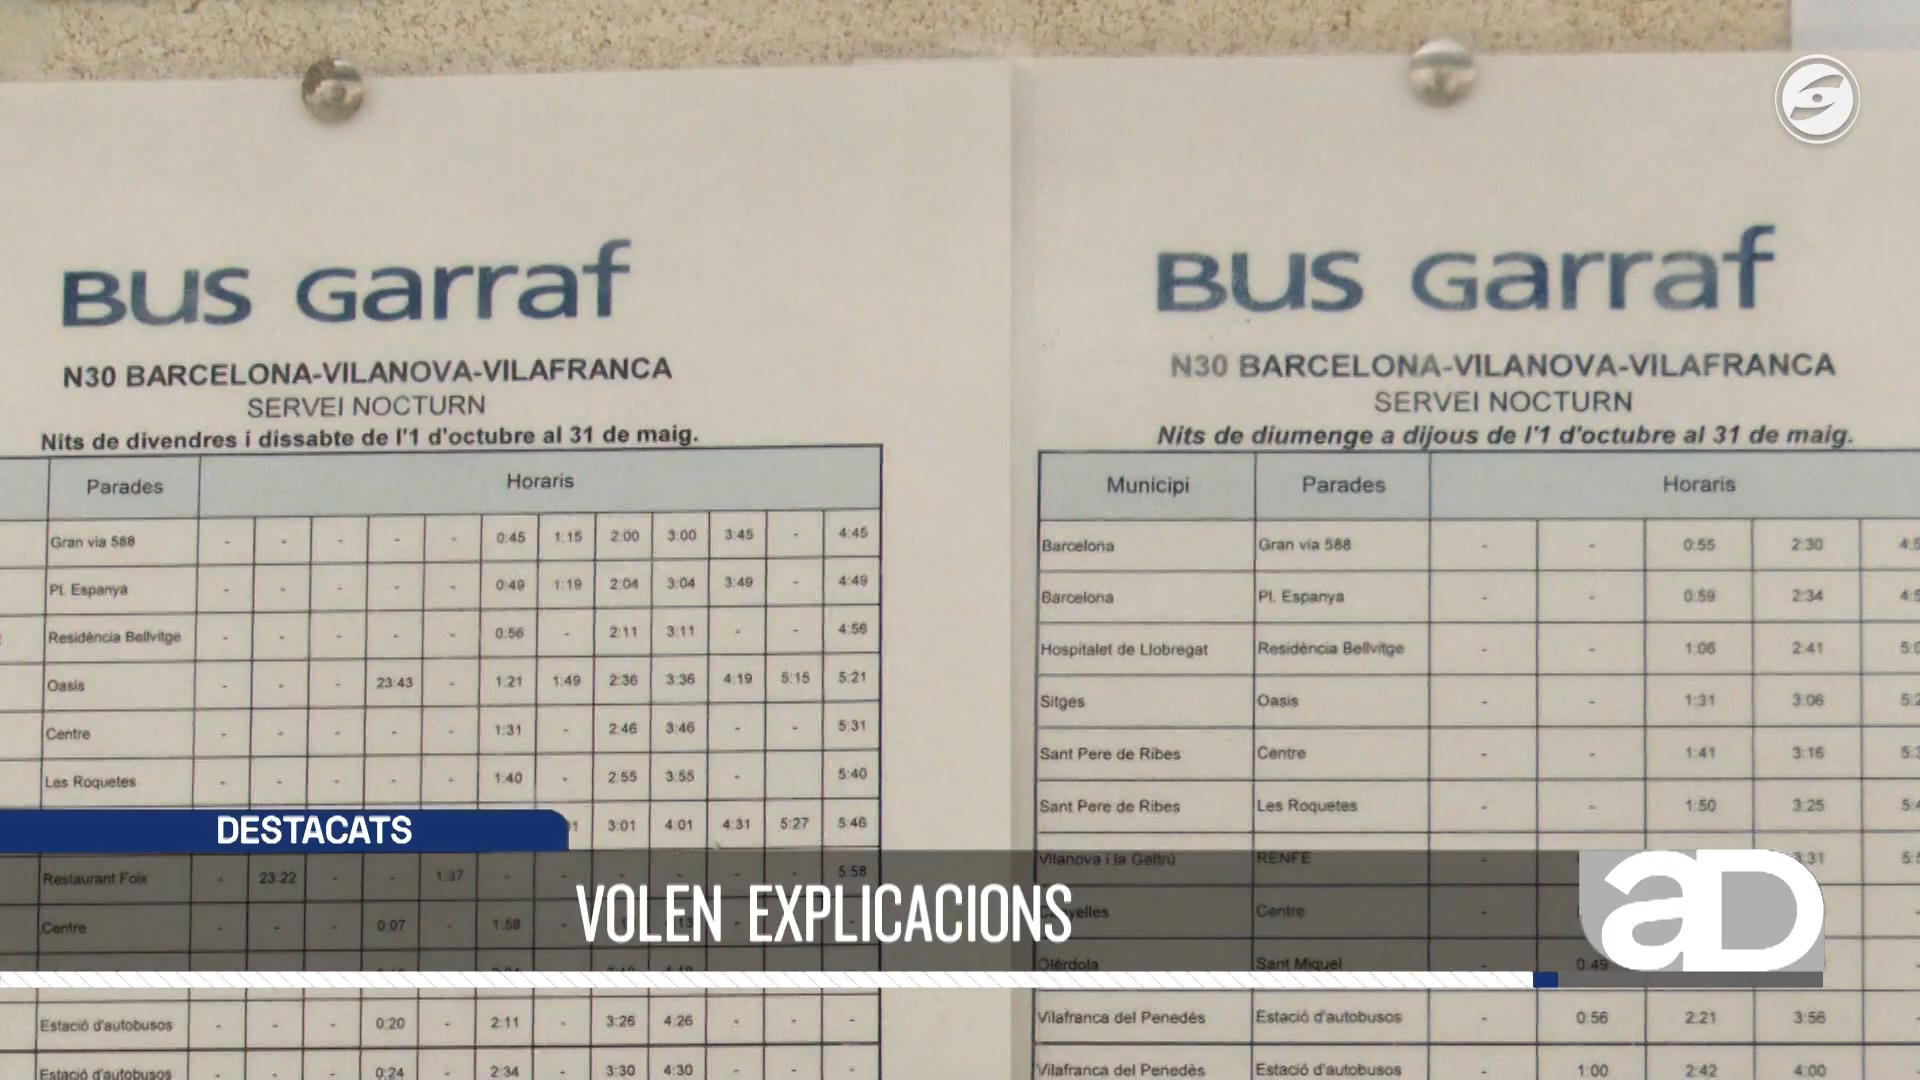 BUS Garraf
N30 BARCELONA-VILANOVA-VILAFRANCA
SERVEI NOCTURN
Nits de divendres i dissabte de l'1 d'octubre al 31 de maig.
Parades Horaris
Gran via 588 - - - - - 0:45 1:15 2:00 3:00 3:45 - 4:45
Pl. Espanya - - - - - 0:49 1:19 2:04 3:04 3:49 - 4:49
Residència Bellvitge - - - - - 0:56 - 2:11 3:11 - - 4:56
Oasis - - - 23:43 - 1:21 1:49 2:36 3:36 4:19 5:15 5:21
Centre - - - - - 1:31 - 2:46 3:46 - - 5:31
Les Roquetes - - - - - 1:40 - 2:55 3:55 - 5:40
3:01 4:01 4:31 5:27 5:46
Restaurant Foix - 23:22 - - 1:37 - - - - - - 5:58
Centre - - 0:07 - 1:58 -
Estació d'autobusos - - - 0:20 - 2:11 - 3:26 4:26 - - -
Estació d'autobusos - - - 0:24 - 2:34 - 3:30 4:30 - - -
BUS Garraf
N30 BARCELONA-VILANOVA-VILAFRANCA
SERVEI NOCTURN
Nits de diumenge a dijous de l'1 d'octubre al 31 de maig.
Municipi Parades Horaris
Barcelona Gran via 588 - - 0:55 2:30
Barcelona Pl. Espanya - - 0:59 2:34
Hospitalet de Llobregat Residència Bellvitge - - 1:06 2:41
Sitges Oasis - - 1:31 3:06
Sant Pere de Ribes Centre - - 1:41 3:16
Sant Pere de Ribes Les Roquetes - - 1:50 3:25
Vilanova i la Geltrú RENFE - 3:31
Centre -
Olèrdola Sant Miquel - 0:49
Vilafranca del Penedès Estació d'autobusos - 0:56 2:21 3:56
Vilafranca del Penedès Estació d'autobusos - 1:00 2:42 4:00
DESTACATS
VOLEN EXPLICACIONS
aD